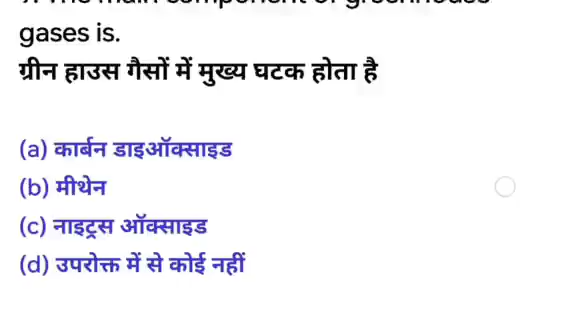 gases is.
ग्रीन हाउस गैसों में मुख्य घटक होता है
(a) कार्बन डाइऑक्साइड
(b) मीथेन
(c) नाइट्रस ऑक्साइड
(d) उपरोक्त में से कोई नहीं